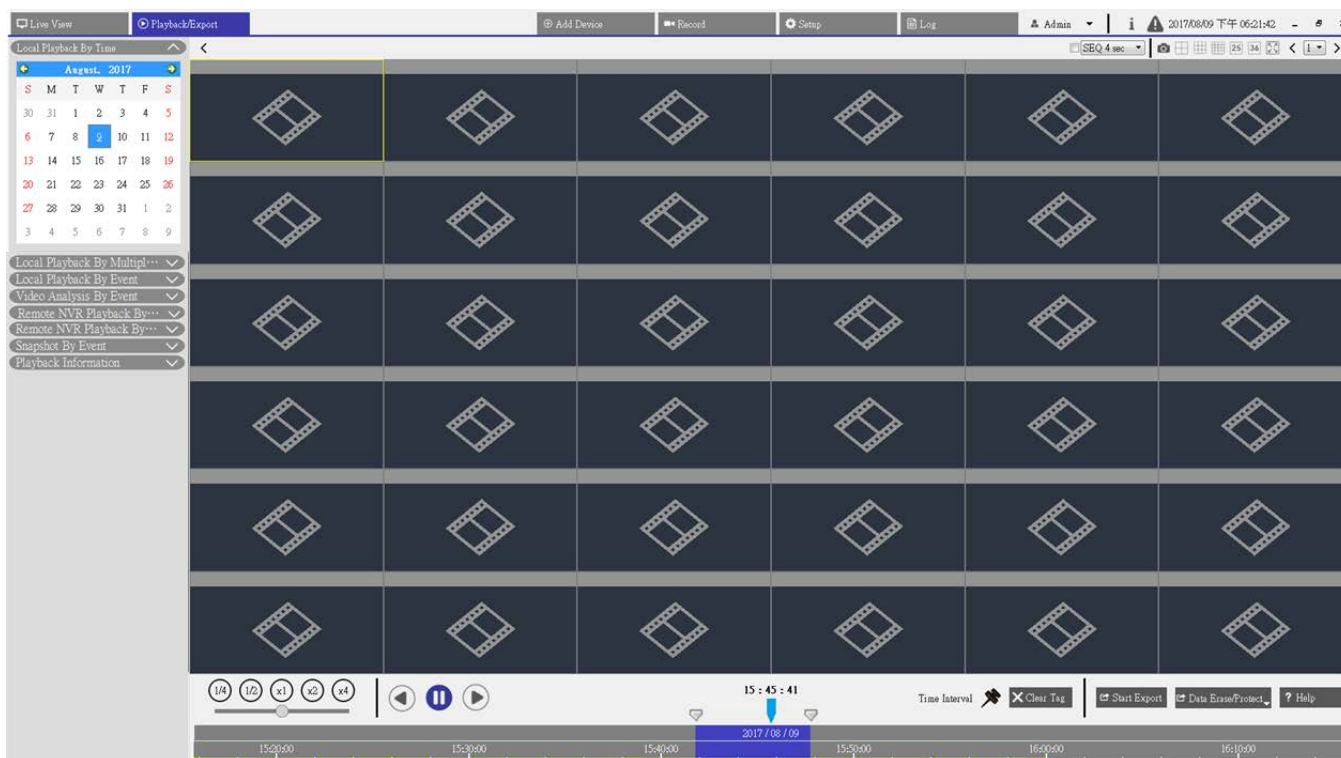 Live View
Playback/Export
Add Device
Record
Setup
Log
Admin
i
2017/08/09 下午 06:21:42
Local Playback By Time
SEQ 4 sec
25
36
1
August, 2017
S M T W T F S
30 31 1 2 3 4 5
6 7 8 9 10 11 12
13 14 15 16 17 18 19
20 21 22 23 24 25 26
27 28 29 30 31 1 2
3 4 5 6 7 8 9
Local Playback By Multipl···
Local Playback By Event
Video Analysis By Event
Remote NVR Playback By···
Remote NVR Playback By···
Snapshot By Event
Playback Information
1/4 1/2 x1 x2 x4
15 : 45 : 41
Time Interval
Clear Tag
Start Export
Data Erase/Protect
? Help
2017 / 08 / 09
15:20:00 15:30:00 15:40:00 15:50:00 16:00:00 16:10:00